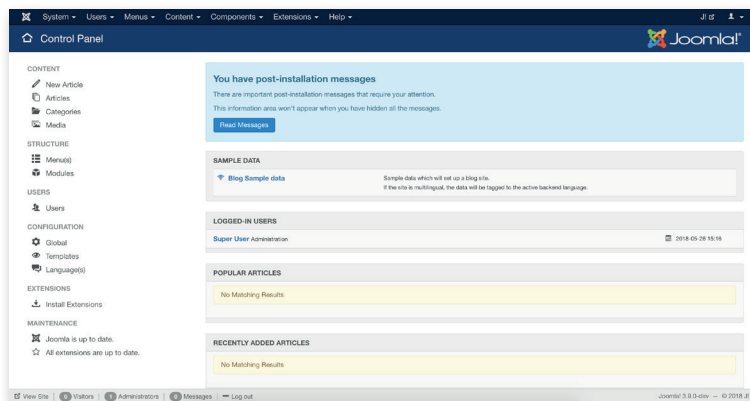 System Users Menus Content Components Extensions Help J!
Control Panel Joomla!®
CONTENT
New Article
Articles
Categories
Media
STRUCTURE
Menu(s)
Modules
USERS
Users
CONFIGURATION
Global
Templates
Language(s)
EXTENSIONS
Install Extensions
MAINTENANCE
Joomla is up to date.
All extensions are up to date.
You have post-installation messages
There are important post-installation messages that require your attention.
This information area won't appear when you have hidden all the messages.
Read Messages
SAMPLE DATA
Blog Sample data
Sample data which will set up a blog site.
If the site is multilingual, the data will be tagged to the active backend language.
LOGGED-IN USERS
Super User Administration 2018-05-26 15:16
POPULAR ARTICLES
No Matching Results
RECENTLY ADDED ARTICLES
No Matching Results
View Site 0 Visitors 1 Administrators 0 Messages Log out Joomla! 3.9.0-dev — © 2018 J!